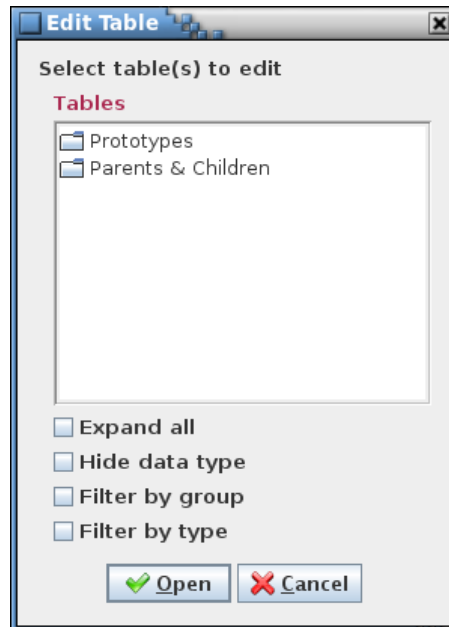 Edit Table
Select table(s) to edit
Tables
Prototypes
Parents & Children
Expand all
Hide data type
Filter by group
Filter by type
Open Cancel